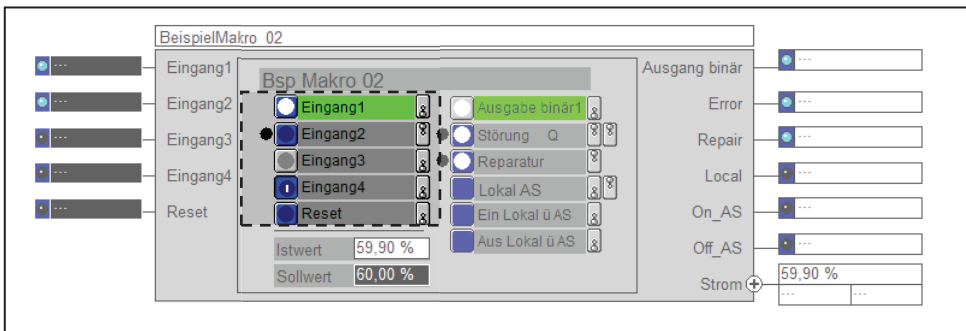 BeispielMakro 02
--- Eingang1
--- Eingang2
--- Eingang3
--- Eingang4
--- Reset
Bsp Makro 02
Eingang1
Eingang2
Eingang3
Eingang4
Reset
Istwert 59,90 %
Sollwert 60,00 %
Ausgabe binär1
Störung Q
Reparatur
Lokal AS
Ein Lokal ü AS
Aus Lokal ü AS
Ausgang binär ---
Error ---
Repair ---
Local ---
On_AS ---
Off_AS ---
Strom 59,90 %
--- ---